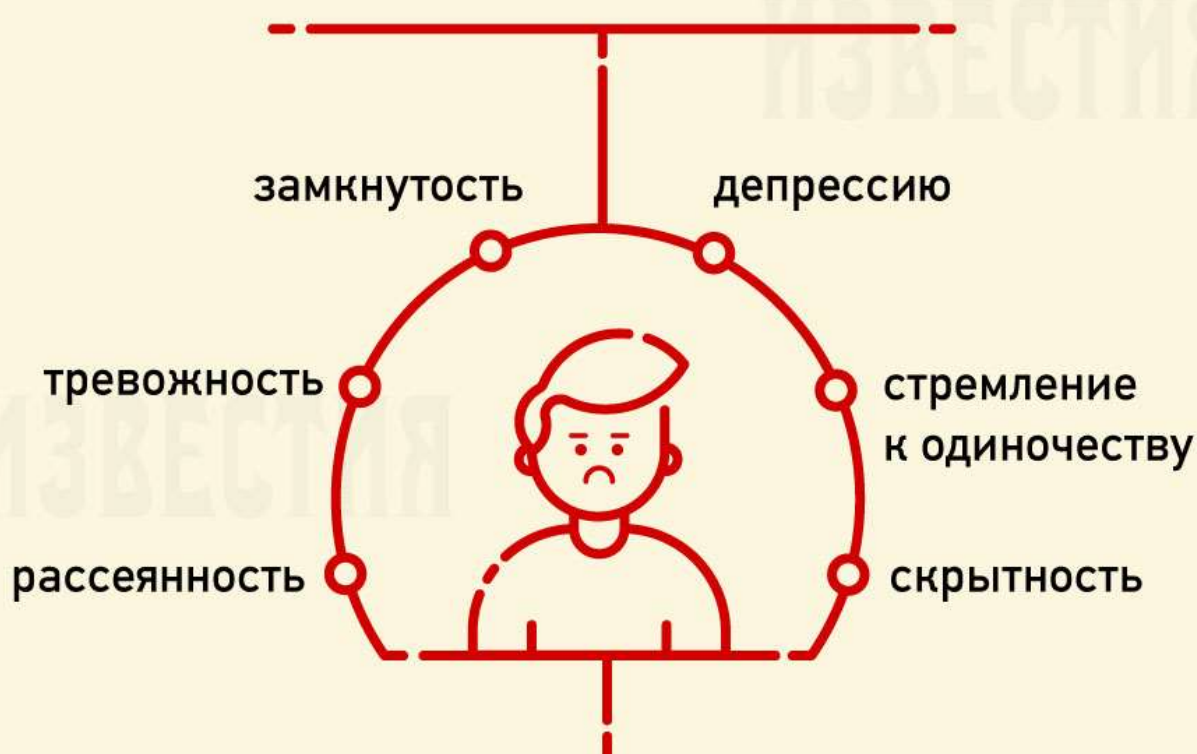 ИЗВЕСТИЯ
замкнутость
депрессию
тревожность
стремление
к одиночеству
ИЗВЕСТИЯ
рассеянность
скрытность